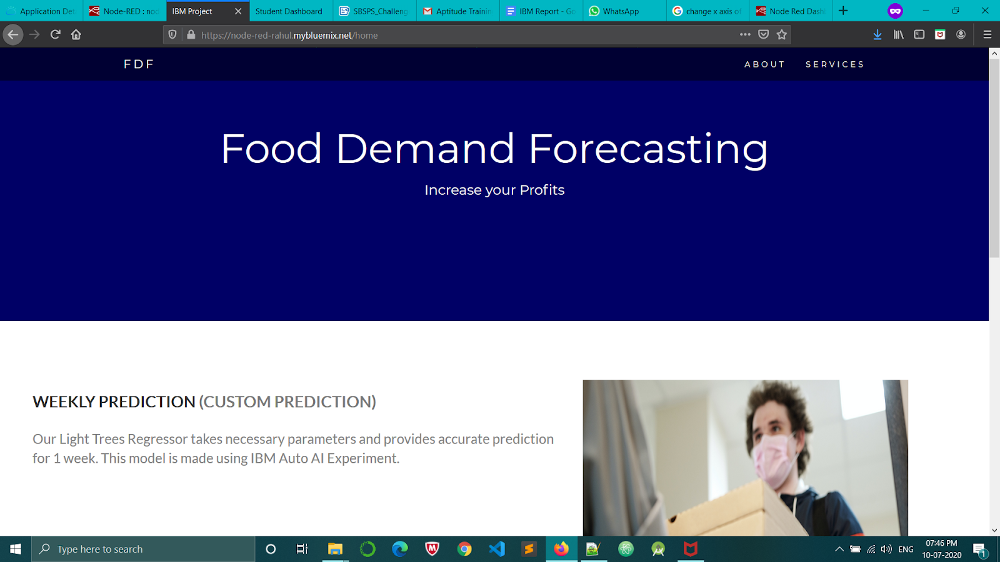 Application Det
Node-RED : nod
IBM Project
Student Dashboard
SBSPS_Challeng
Aptitude Trainin
IBM Report - Go
WhatsApp
change x axis of
Node Red Dash
https://node-red-rahul.mybluemix.net/home
FDF
ABOUT
SERVICES
Food Demand Forecasting
Increase your Profits
WEEKLY PREDICTION (CUSTOM PREDICTION)
Our Light Trees Regressor takes necessary parameters and provides accurate prediction
for 1 week. This model is made using IBM Auto AI Experiment.
Type here to search
ENG
07:46 PM
10-07-2020
1